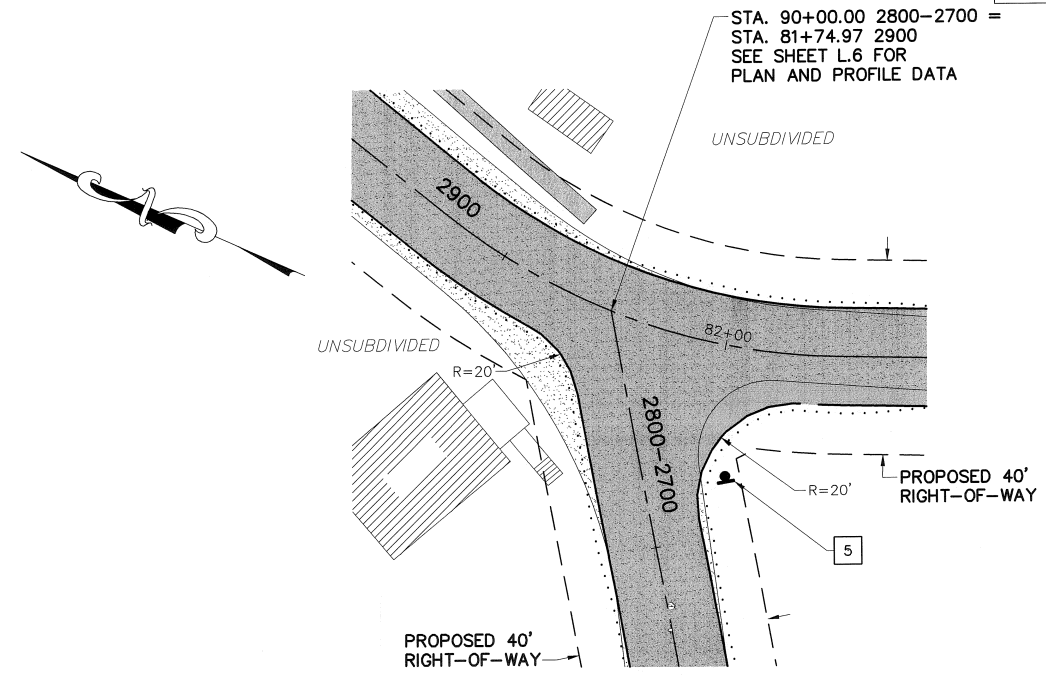 STA. 90+00.00 2800-2700 =
STA. 81+74.97 2900
SEE SHEET L.6 FOR
PLAN AND PROFILE DATA
UNSUBDIVIDED
2900
82+00
UNSUBDIVIDED
R=20'
2800-2700
PROPOSED 40'
RIGHT-OF-WAY
R=20'
5
PROPOSED 40'
RIGHT-OF-WAY
N